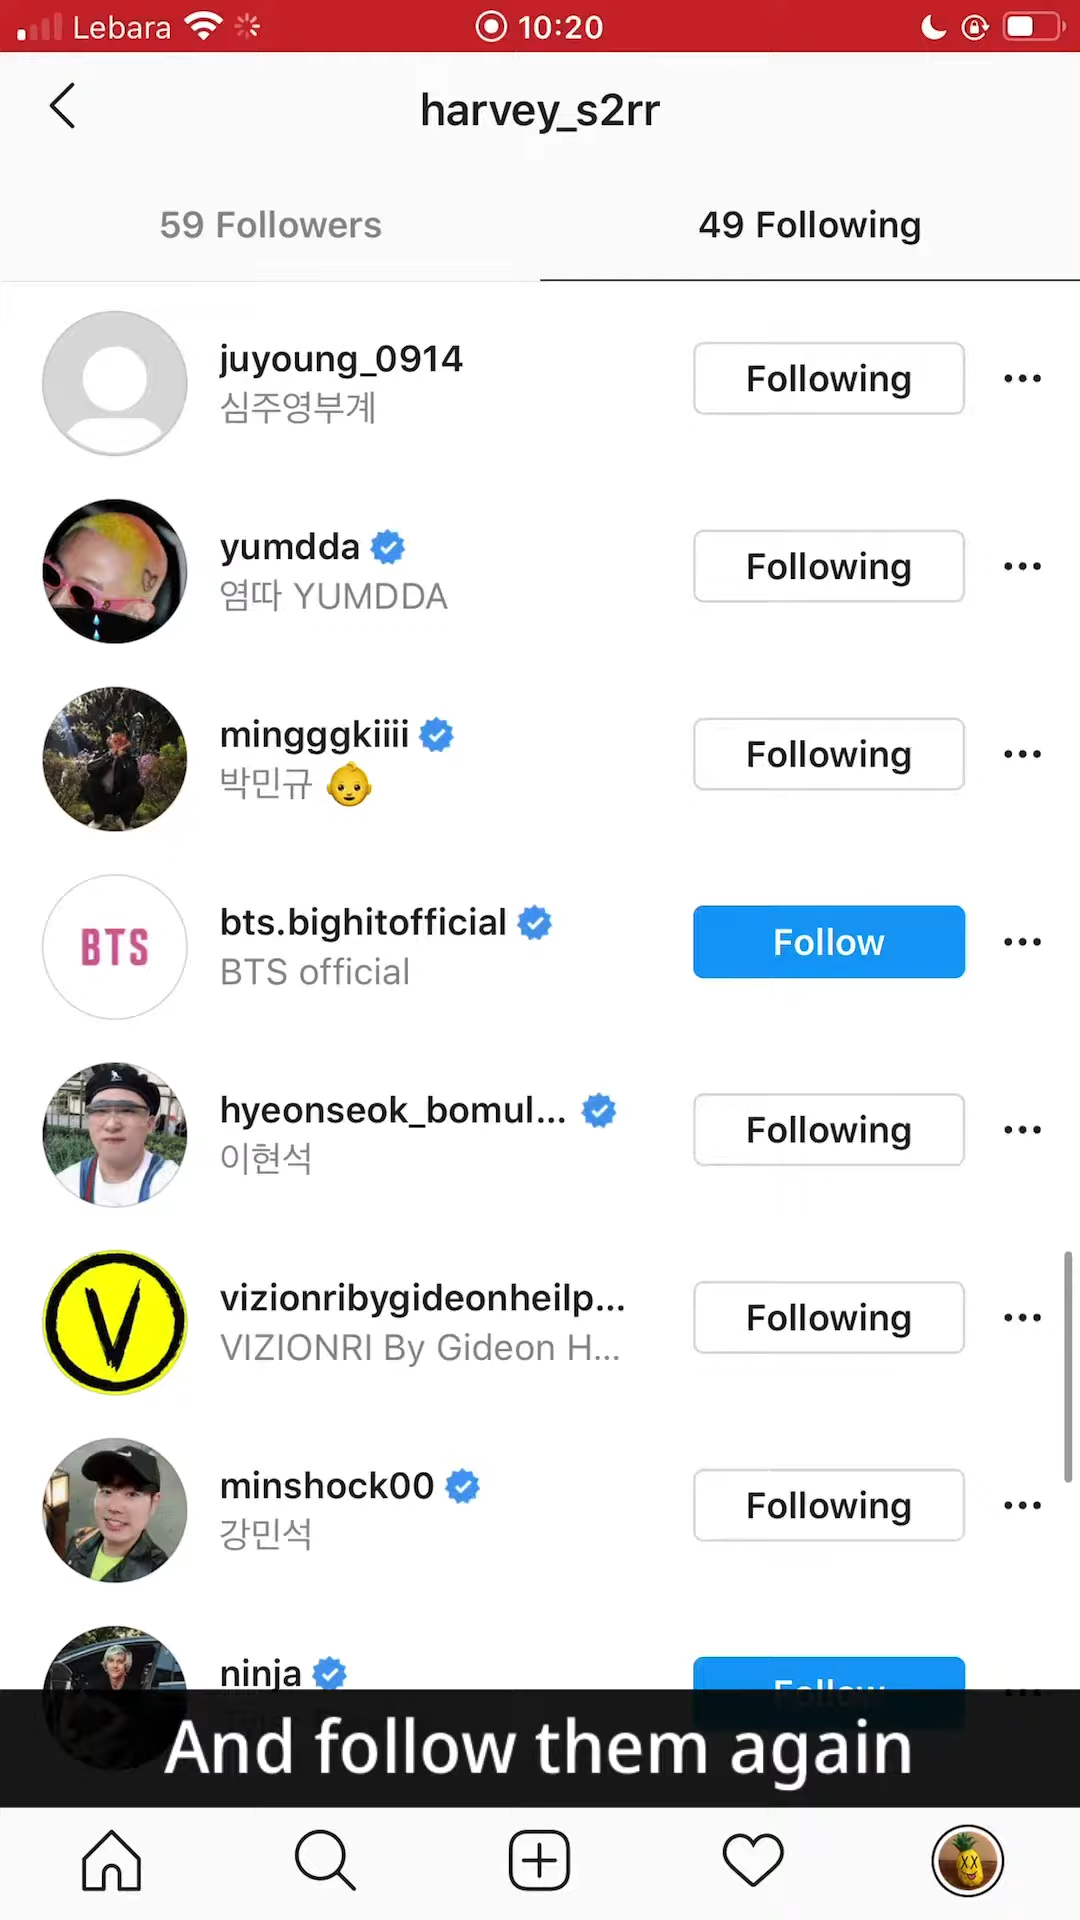 Lebara 10:20
harvey_s2rr
59 Followers 49 Following
juyoung_0914
심주영부계
Following
yumdda
염따 YUMDDA
Following
mingggkiiii
박민규 👶
Following
BTS
bts.bighitofficial
BTS official
Follow
hyeonseok_bomul...
이현석
Following
V
vizionribygideonheilp...
VIZIONRI By Gideon H...
Following
minshock00
강민석
Following
ninja
Follow
And follow them again